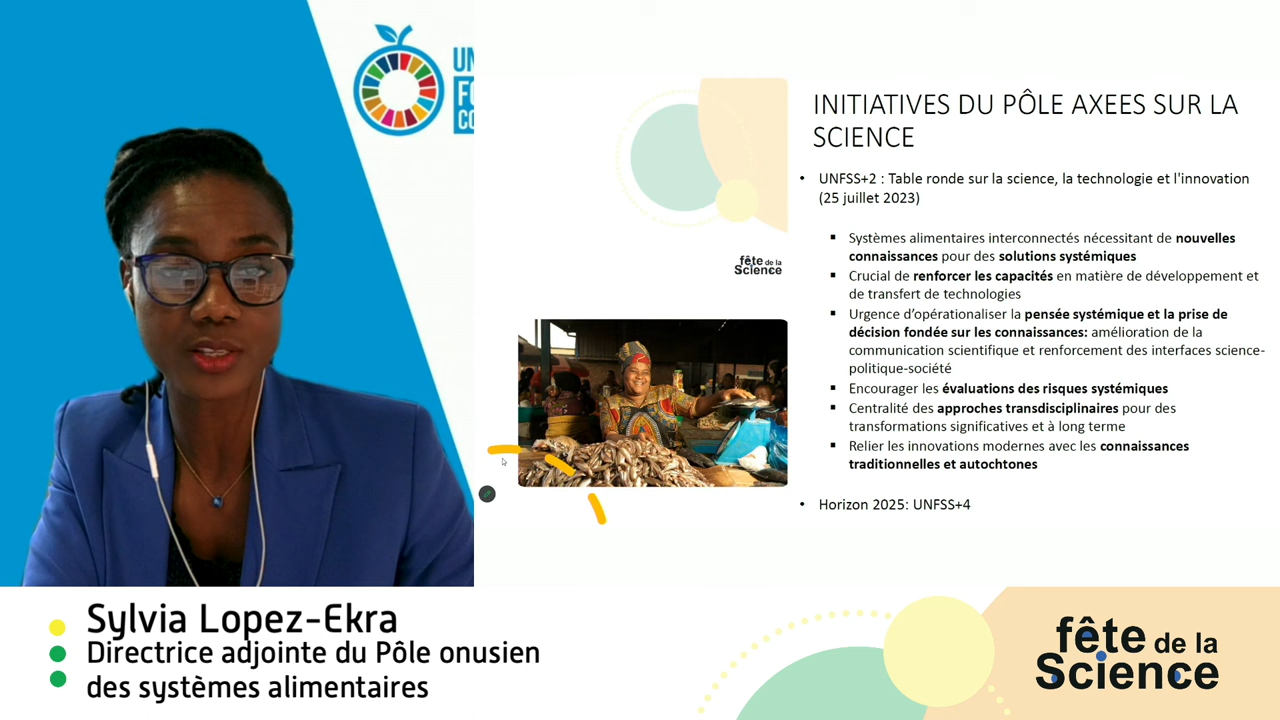 UN
FO
CO
INITIATIVES DU PÔLE AXEES SUR LA
SCIENCE
• UNFSS+2 : Table ronde sur la science, la technologie et l'innovation
(25 juillet 2023)
▪ Systèmes alimentaires interconnectés nécessitant de nouvelles
connaissances pour des solutions systémiques
▪ Crucial de renforcer les capacités en matière de développement et
de transfert de technologies
▪ Urgence d’opérationaliser la pensée systémique et la prise de
décision fondée sur les connaissances: amélioration de la
communication scientifique et renforcement des interfaces science-
politique-société
▪ Encourager les évaluations des risques systémiques
▪ Centralité des approches transdisciplinaires pour des
transformations significatives et à long terme
▪ Relier les innovations modernes avec les connaissances
traditionnelles et autochtones
• Horizon 2025: UNFSS+4
fête de la
Science
Sylvia Lopez-Ekra
Directrice adjointe du Pôle onusien
des systèmes alimentaires
fête de la
Science